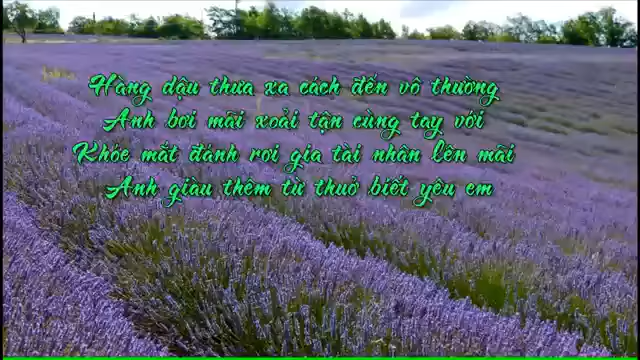 Hàng dậu thưa xa cách đến vô thường
Anh bơi mãi xoải tận cùng tay với
Khóe mắt đánh rơi gia tài nhân lên mãi
Anh giàu thêm từ thuở biết yêu em